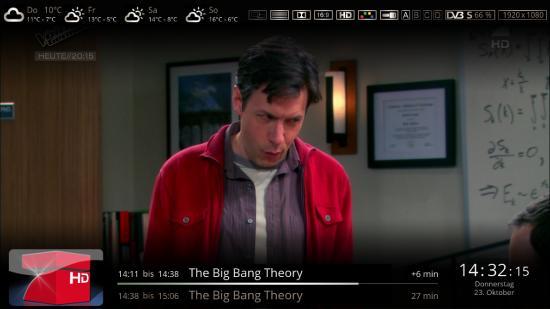 Do 10°C
11°C - 7°C
Fr
13°C - 5°C
Sa
14°C - 8°C
So
16°C - 6°C
16:9
HD
A B C D
DVB S 66 %
1920 x 1080
HEUTE//20:15
HD
HD
14:11 bis 14:38 The Big Bang Theory +6 min
14:38 bis 15:06 The Big Bang Theory 27 min
14:32:15
Donnerstag
23. Oktober